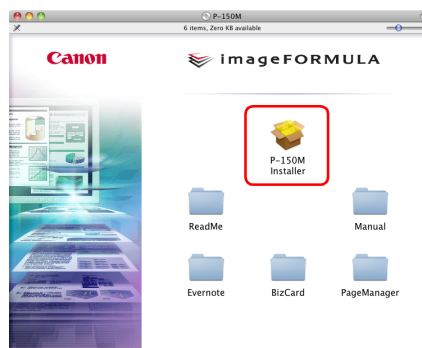 P-150M
6 items, Zero KB available
Canon
imageFORMULA
P-150M
Installer
ReadMe
Manual
Evernote
BizCard
PageManager